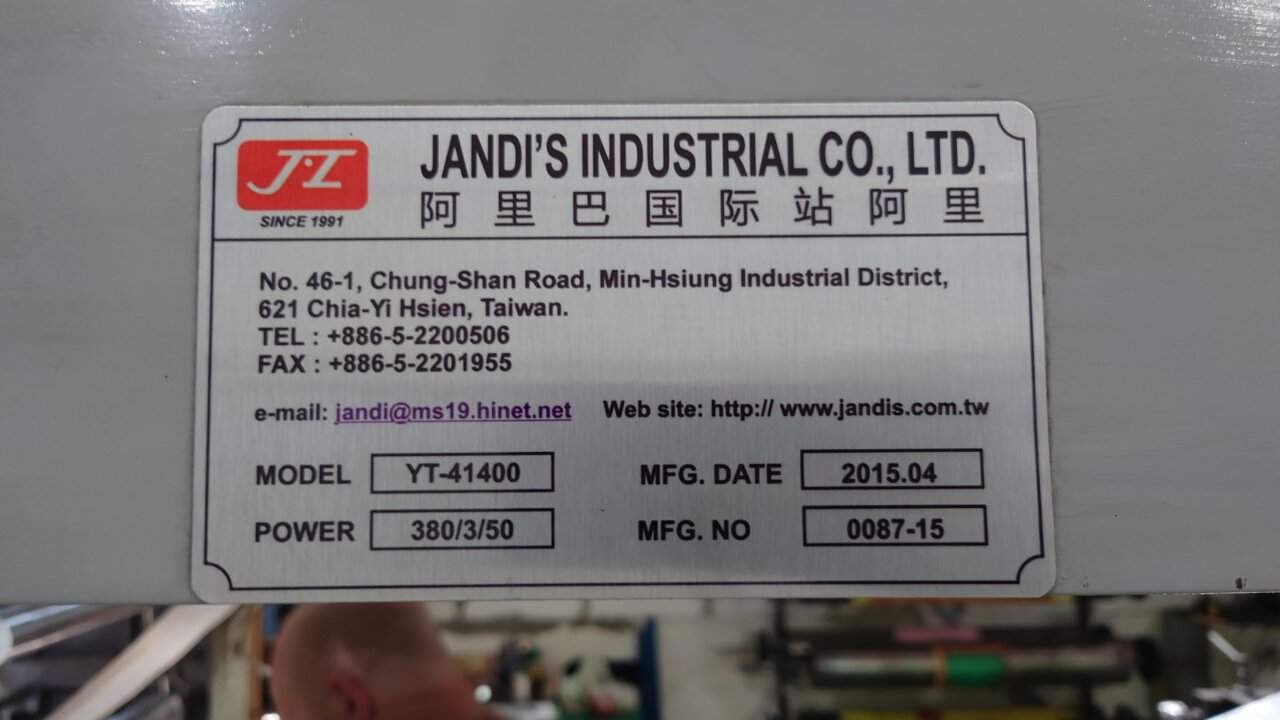 JI
SINCE 1991
JANDI'S INDUSTRIAL CO., LTD.
阿里巴国际站阿里
No. 46-1, Chung-Shan Road, Min-Hsiung Industrial District,
621 Chia-Yi Hsien, Taiwan.
TEL : +886-5-2200506
FAX : +886-5-2201955
e-mail: jandi@ms19.hinet.net Web site: http:// www.jandis.com.tw
MODEL YT-41400 MFG. DATE 2015.04
POWER 380/3/50 MFG. NO 0087-15